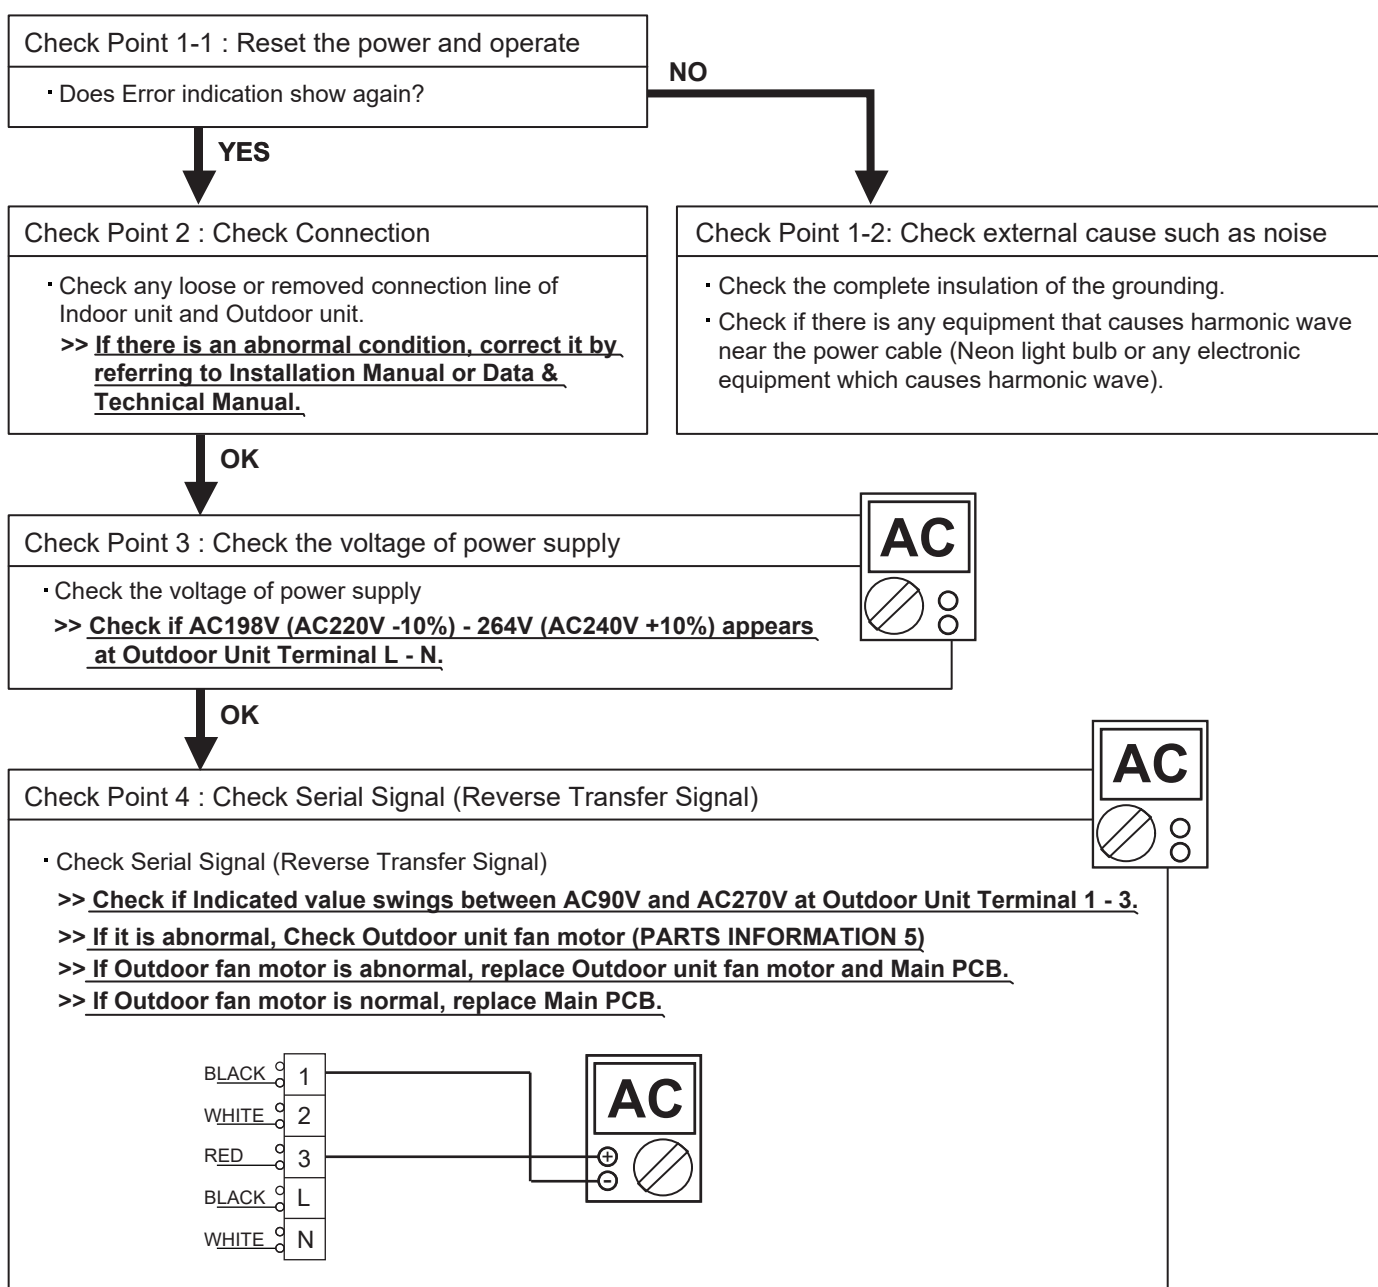 Check Point 1-1 : Reset the power and operate
· Does Error indication show again?
NO
YES
Check Point 2 : Check Connection
· Check any loose or removed connection line of
Indoor unit and Outdoor unit.
>> If there is an abnormal condition, correct it by
referring to Installation Manual or Data &
Technical Manual.
Check Point 1-2: Check external cause such as noise
· Check the complete insulation of the grounding.
· Check if there is any equipment that causes harmonic wave
near the power cable (Neon light bulb or any electronic
equipment which causes harmonic wave).
OK
Check Point 3 : Check the voltage of power supply
AC
· Check the voltage of power supply
>> Check if AC198V (AC220V -10%) - 264V (AC240V +10%) appears
at Outdoor Unit Terminal L - N.
OK
Check Point 4 : Check Serial Signal (Reverse Transfer Signal)
AC
· Check Serial Signal (Reverse Transfer Signal)
>> Check if Indicated value swings between AC90V and AC270V at Outdoor Unit Terminal 1 - 3.
>> If it is abnormal, Check Outdoor unit fan motor (PARTS INFORMATION 5)
>> If Outdoor fan motor is abnormal, replace Outdoor unit fan motor and Main PCB.
>> If Outdoor fan motor is normal, replace Main PCB.
BLACK 1
WHITE 2
RED 3
BLACK L
WHITE N
AC
+
-